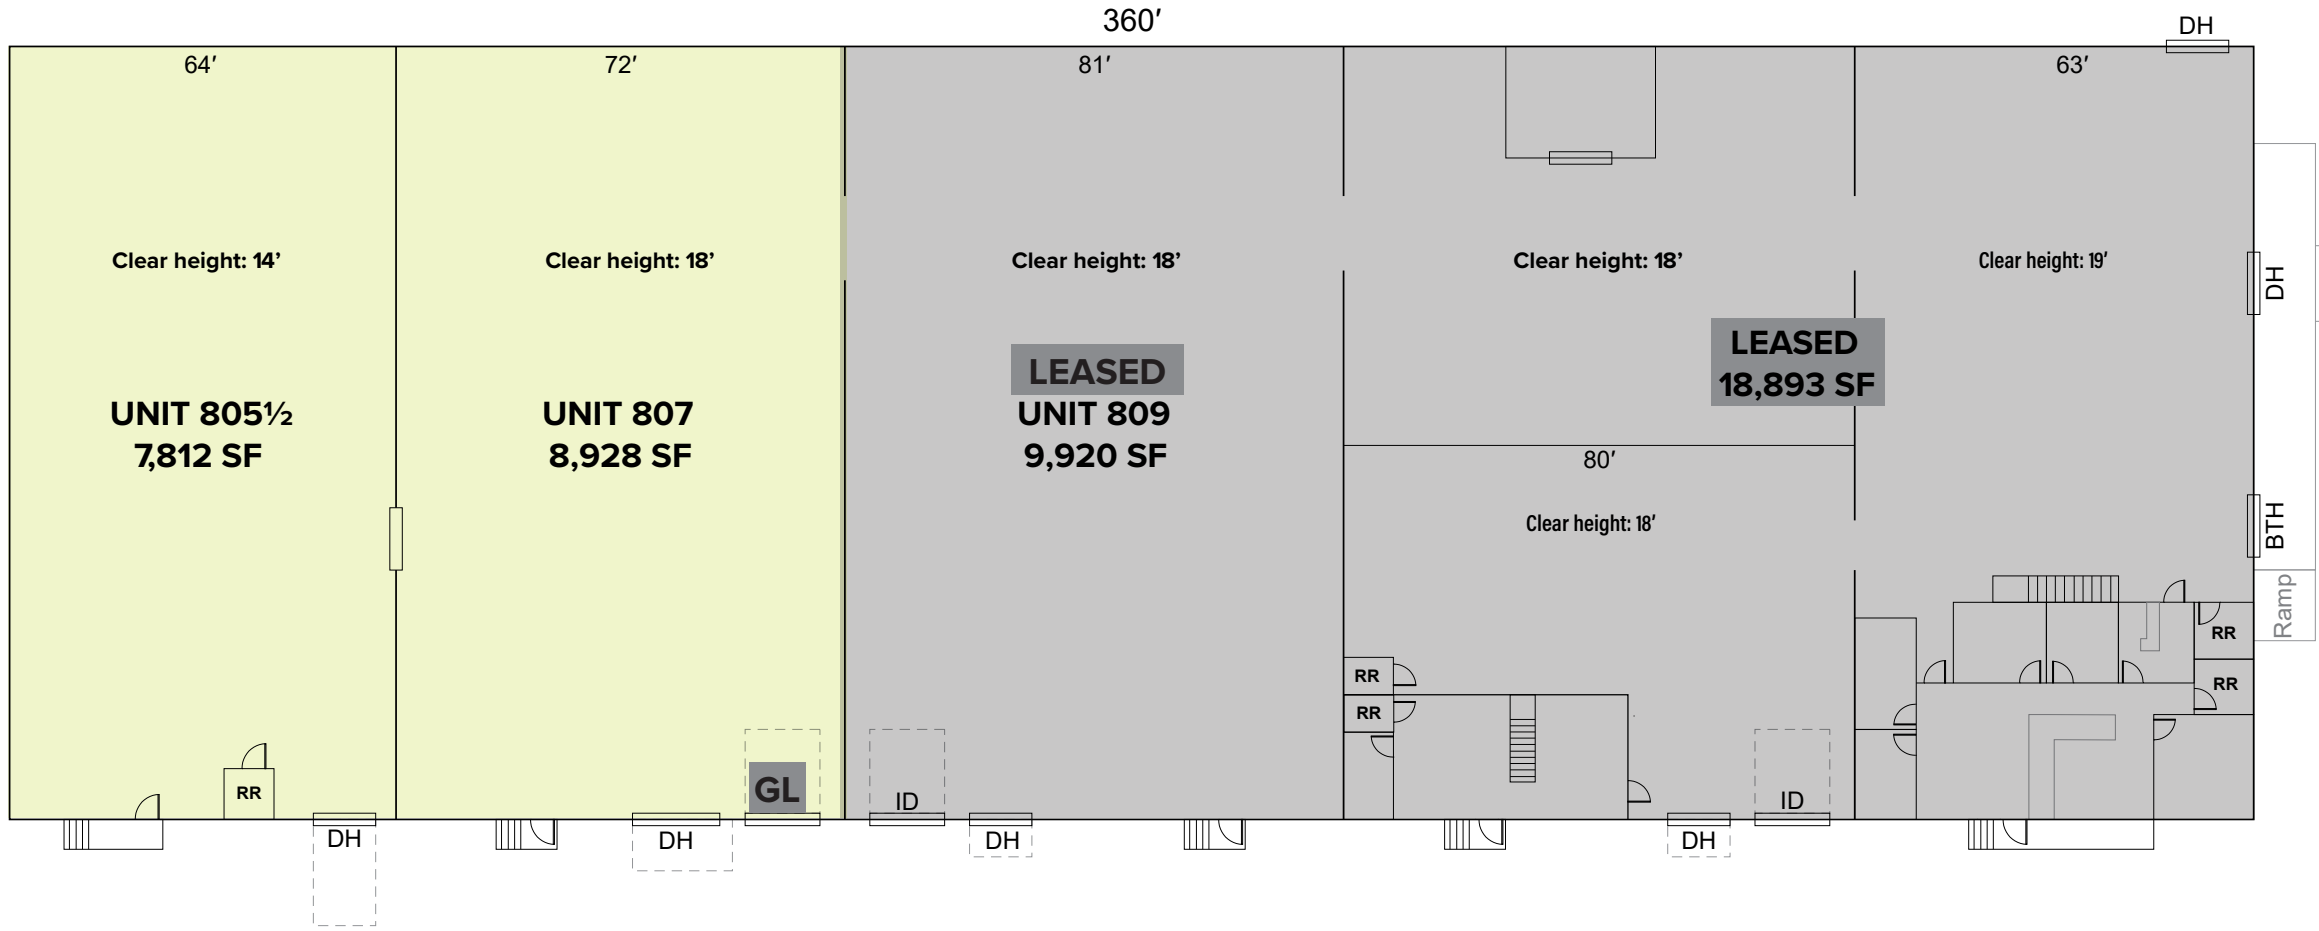 360′
DH
64′
72′
81′
63′
Clear height: 14’
Clear height: 18’
Clear height: 18’
Clear height: 18’
Clear height: 19′
DH
LEASED
18,893 SF
LEASED
UNIT 805½
7,812 SF
UNIT 807
8,928 SF
UNIT 809
9,920 SF
80′
Clear height: 18′
BTH
Ramp
RR
RR
RR
RR
RR
GL
ID
ID
DH
DH
DH
DH